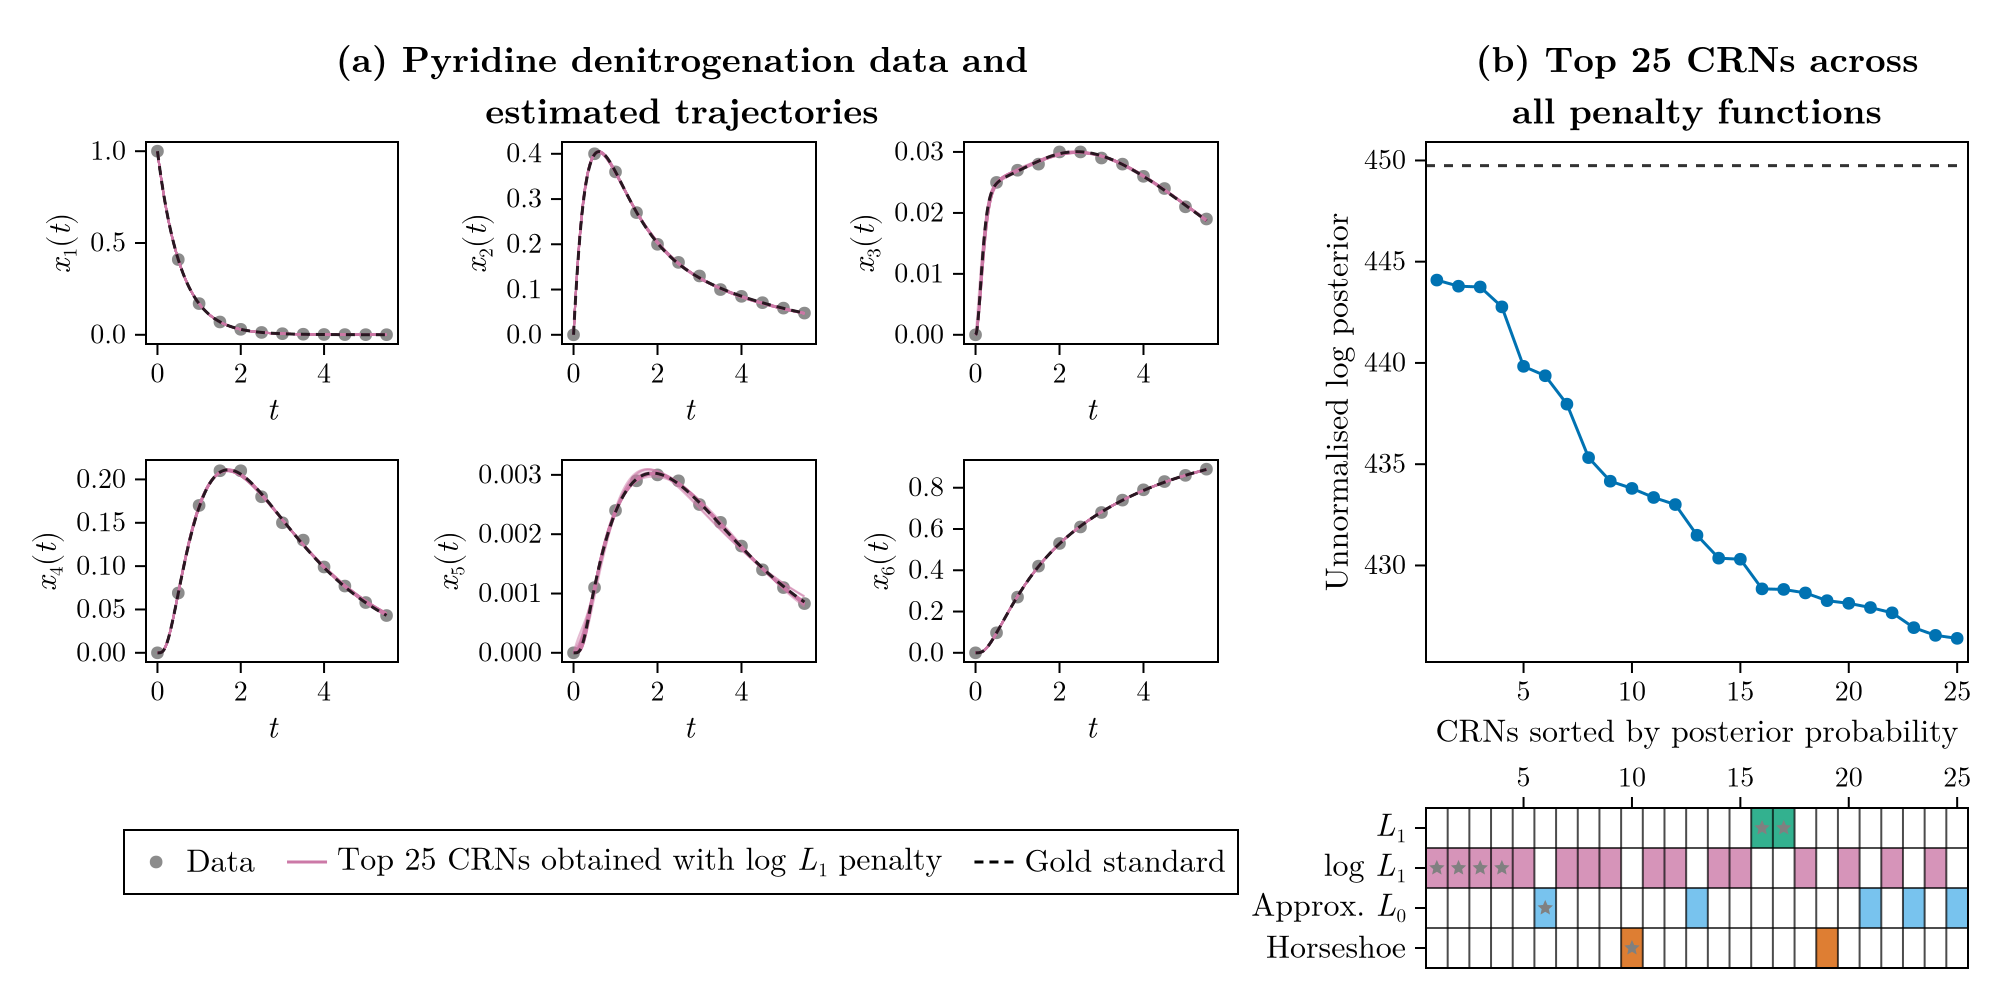 (a) Pyridine denitrogenation data and
estimated trajectories
1.0
0.5
0.0
x₁(t)
0 2 4
t
0.4
0.3
0.2
0.1
0.0
x₂(t)
0 2 4
t
0.03
0.02
0.01
0.00
x₃(t)
0 2 4
t
0.20
0.15
0.10
0.05
0.00
x₄(t)
0 2 4
t
0.003
0.002
0.001
0.000
x₅(t)
0 2 4
t
0.8
0.6
0.4
0.2
0.0
x₆(t)
0 2 4
t
Data Top 25 CRNs obtained with log L₁ penalty Gold standard
(b) Top 25 CRNs across
all penalty functions
450
445
440
435
430
Unnormalised log posterior
5 10 15 20 25
CRNs sorted by posterior probability
5 10 15 20 25
L₁
log L₁
Approx. L₀
Horseshoe